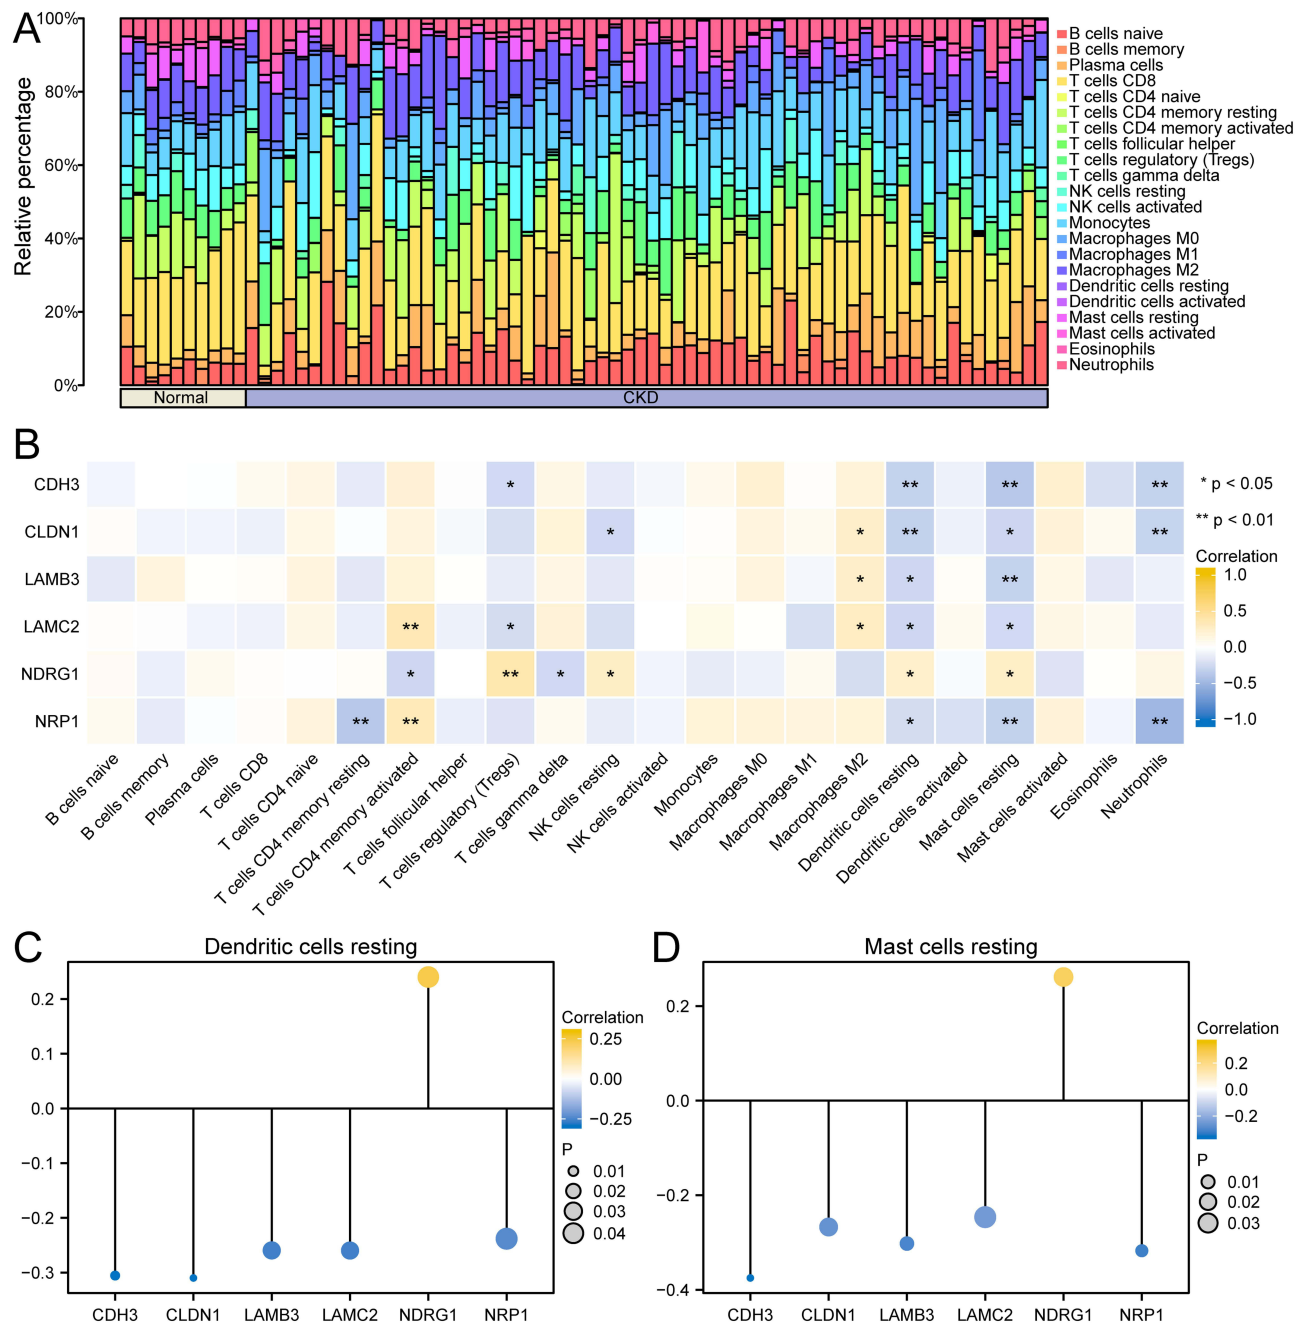 A
Relative percentage
100%
80%
60%
40%
20%
0%
Normal
CKD
B cells naive
B cells memory
Plasma cells
T cells CD8
T cells CD4 naive
T cells CD4 memory resting
T cells CD4 memory activated
T cells follicular helper
T cells regulatory (Tregs)
T cells gamma delta
NK cells resting
NK cells activated
Monocytes
Macrophages M0
Macrophages M1
Macrophages M2
Dendritic cells resting
Dendritic cells activated
Mast cells resting
Mast cells activated
Eosinophils
Neutrophils
B
CDH3 * ** ** **
CLDN1 * * ** * **
LAMB3 * * **
LAMC2 ** * * * *
NDRG1 * ** * * * *
NRP1 ** ** * ** **
B cells naive
B cells memory
Plasma cells
T cells CD8
T cells CD4 naive
T cells CD4 memory resting
T cells CD4 memory activated
T cells follicular helper
T cells regulatory (Tregs)
T cells gamma delta
NK cells resting
NK cells activated
Monocytes
Macrophages M0
Macrophages M1
Macrophages M2
Dendritic cells resting
Dendritic cells activated
Mast cells resting
Mast cells activated
Eosinophils
Neutrophils
* p < 0.05
** p < 0.01
Correlation
1.0
0.5
0.0
−0.5
−1.0
C
Dendritic cells resting
0.2
0.1
0.0
−0.1
−0.2
−0.3
CDH3 CLDN1 LAMB3 LAMC2 NDRG1 NRP1
Correlation
0.25
0.00
−0.25
P
0.01
0.02
0.03
0.04
D
Mast cells resting
0.2
0.0
−0.2
−0.4
CDH3 CLDN1 LAMB3 LAMC2 NDRG1 NRP1
Correlation
0.2
0.0
−0.2
P
0.01
0.02
0.03